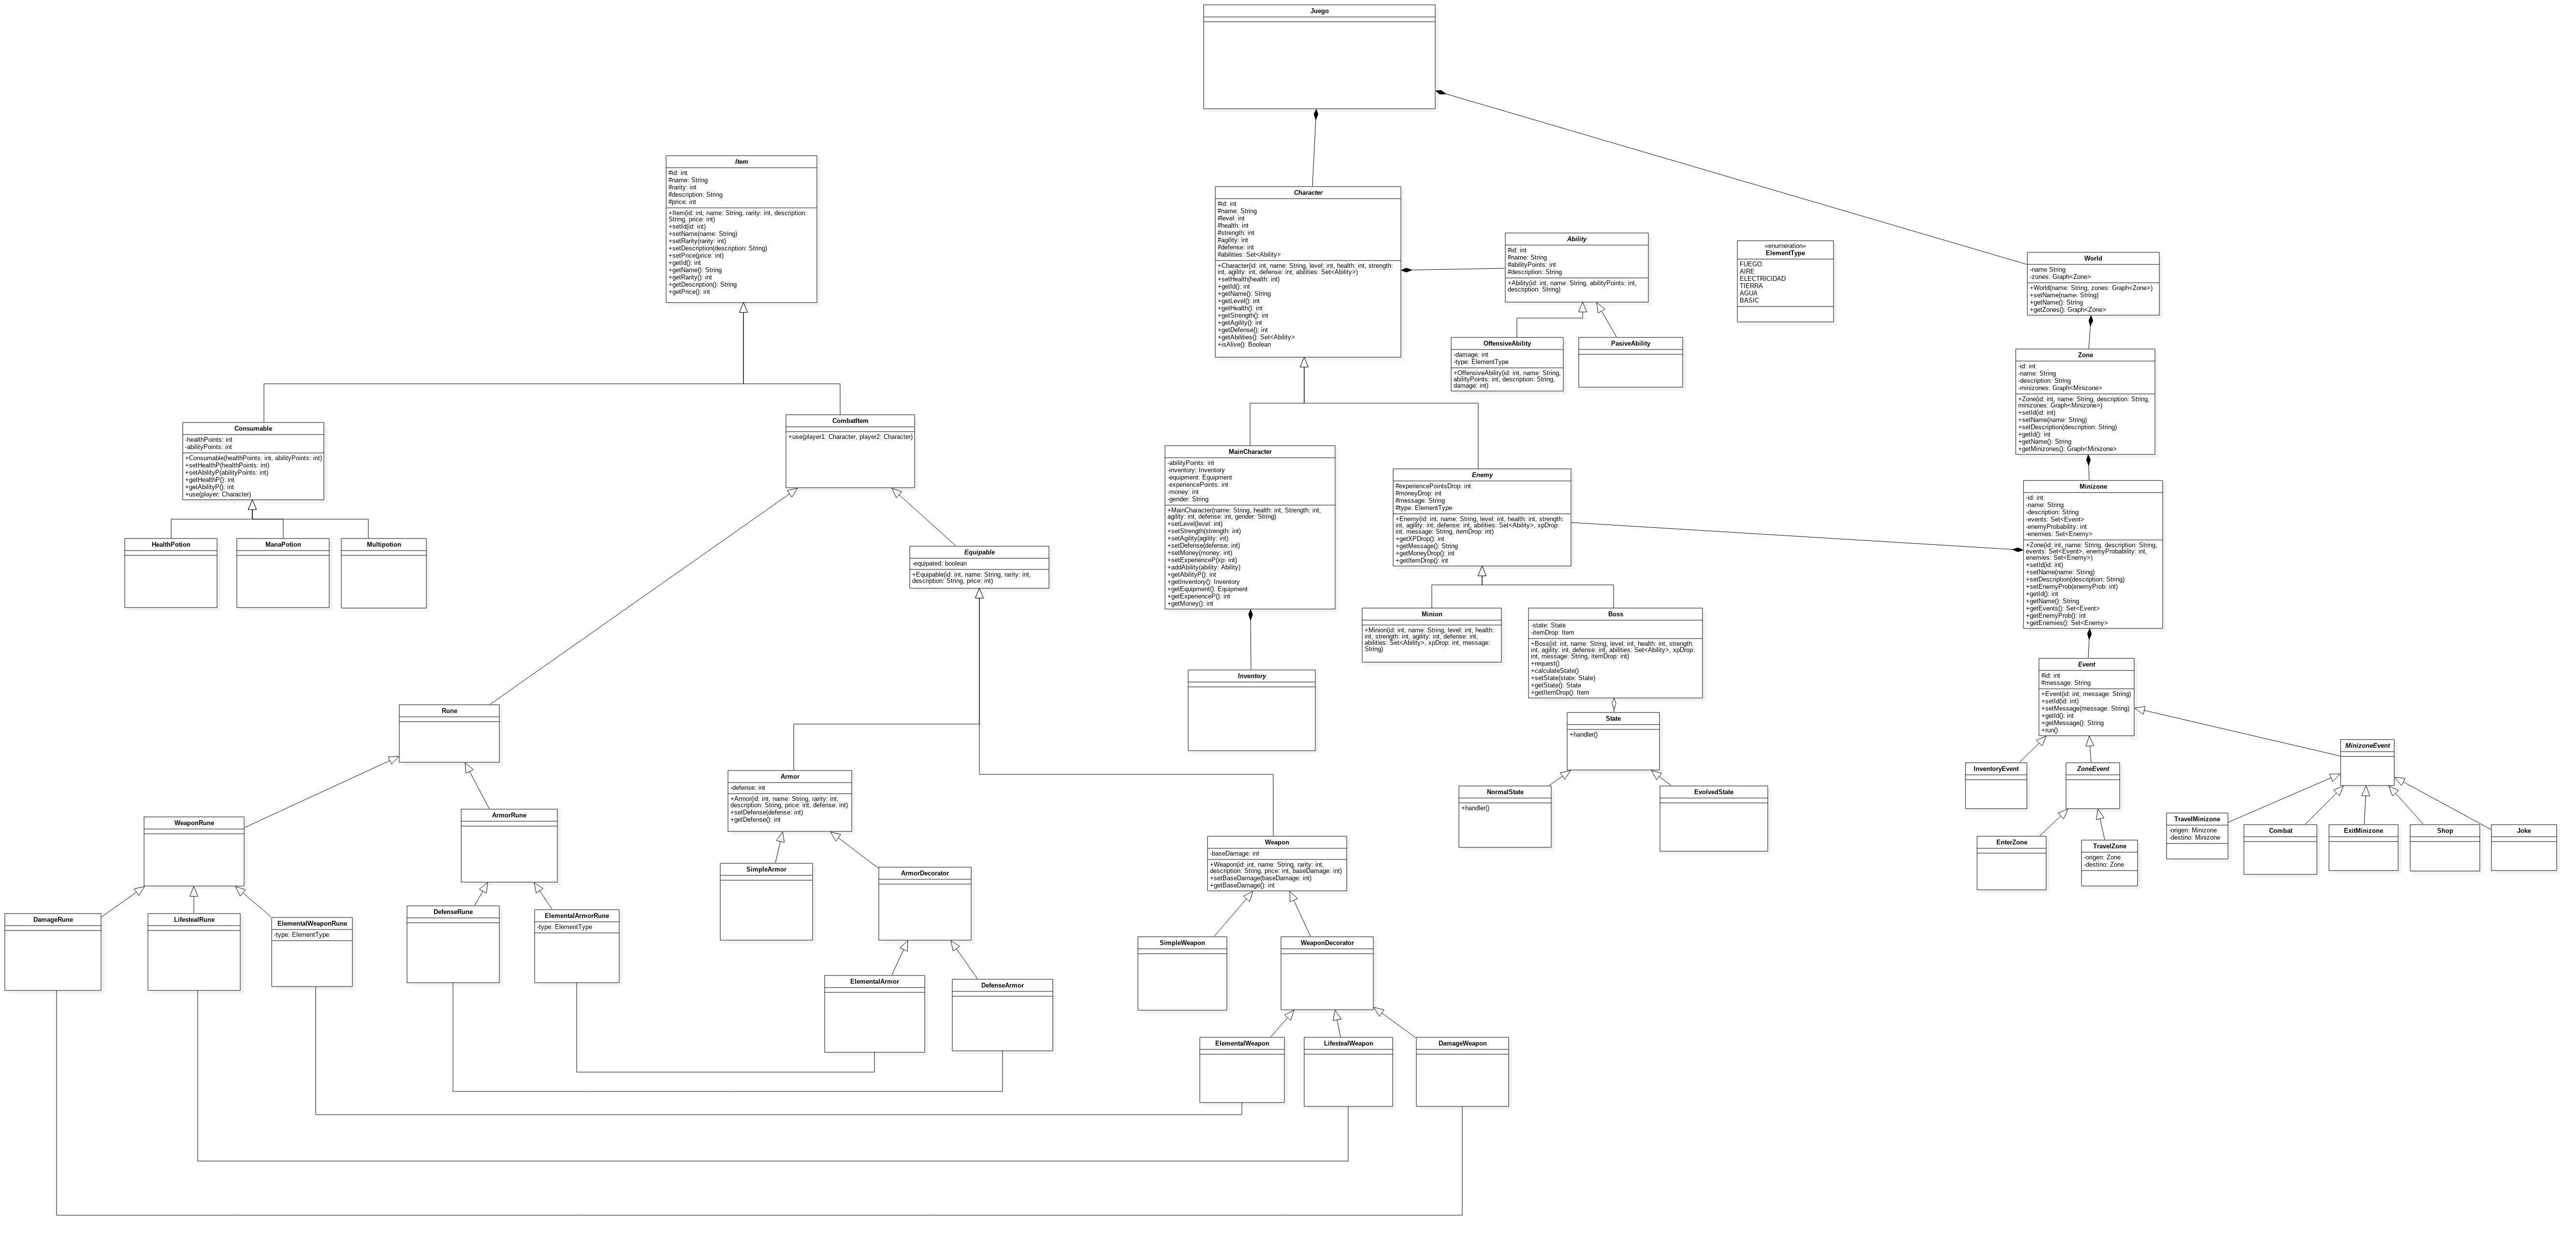 Juego
Item
#id: int
#name: String
#rarity: int
#description: String
#price: int
+Item(id: int, name: String, rarity: int, description:
String, price: int)
+setId(id: int)
+setName(name: String)
+setRarity(rarity: int)
+setDescription(description: String)
+setPrice(price: int)
+getId(): int
+getName(): String
+getRarity(): int
+getDescription(): String
+getPrice(): int
Character
#id: int
#name: String
#level: int
#health: int
#strength: int
#agility: int
#defense: int
#abilities: Set<Ability>
+Character(id: int, name: String, level: int, health: int, strength:
int, agility: int, defense: int, abilities: Set<Ability>)
+setHealth(health: int)
+getId(): int
+getName(): String
+getLevel(): int
+getHealth(): int
+getStrength(): int
+getAgility(): int
+getDefense(): int
+getAbilities(): Set<Ability>
+isAlive(): Boolean
Ability
#id: int
#name: String
#abilityPoints: int
#description: String
+Ability(id: int, name: String, abilityPoints: int,
description: String)
«enumeration»
ElementType
FUEGO
AIRE
ELECTRICIDAD
TIERRA
AGUA
BASIC
World
-name String
-zones: Graph<Zone>
+World(name: String, zones: Graph<Zone>)
+setName(name: String)
+getName(): String
+getZones(): Graph<Zone>
OffensiveAbility
-damage: int
-type: ElementType
+OffensiveAbility(id: int, name: String,
abilityPoints: int, description: String,
damage: int)
PasiveAbility
Zone
-id: int
-name: String
-description: String
-minizones: Graph<Minizone>
+Zone(id: int, name: String, description: String,
minizones: Graph<Minizone>)
+setId(id: int)
+setName(name: String)
+setDescription(description: String)
+getId(): int
+getName(): String
+getMinizones(): Graph<Minizone>
Consumable
-healthPoints: int
-abilityPoints: int
+Consumable(healthPoints: int, abilityPoints: int)
+setHealthP(healthPoints: int)
+setAbilityP(abilityPoints: int)
+getHealthP(): int
+getAbilityP(): int
+use(player: Character)
CombatItem
+use(player1: Character, player2: Character)
MainCharacter
-abilityPoints: int
-inventory: Inventory
-equipment: Equipment
-experiencePoints: int
-money: int
-gender: String
+MainCharacter(name: String, health: int, Strength: int,
agility: int, defense: int, gender: String)
+setLevel(level: int)
+setStrength(strength: int)
+setAgility(agility: int)
+setDefense(defense: int)
+setMoney(money: int)
+setExperienceP(xp: int)
+addAbility(ability: Ability)
+getAbilityP(): int
+getInventory(): Inventory
+getEquipment(): Equipment
+getExperienceP(): int
+getMoney(): int
Enemy
#experiencePointsDrop: int
#moneyDrop: int
#message: String
#type: ElementType
+Enemy(id: int, name: String, level: int, health: int, strength:
int, agility: int, defense: int, abilities: Set<Ability>, xpDrop:
int, message: String, itemDrop: int)
+getXPDrop(): int
+getMessage(): String
+getMoneyDrop(): int
+getItemDrop(): int
Minizone
-id: int
-name: String
-description: String
-events: Set<Event>
-enemyProbability: int
-enemies: Set<Enemy>
+Zone(id: int, name: String, description: String,
events: Set<Event>, enemyProbability: int,
enemies: Set<Enemy>)
+setId(id: int)
+setName(name: String)
+setDescription(description: String)
+setEnemyProb(enemyProb: int)
+getId(): int
+getName(): String
+getEvents(): Set<Event>
+getEnemyProb(): int
+getEnemies(): Set<Enemy>
HealthPotion
ManaPotion
Multipotion
Equipable
-equipated: boolean
+Equipable(id: int, name: String, rarity: int,
description: String, price: int)
Minion
+Minion(id: int, name: String, level: int, health:
int, strength: int, agility: int, defense: int,
abilities: Set<Ability>, xpDrop: int, message:
String)
Boss
-state: State
-itemDrop: Item
+Boss(id: int, name: String, level: int, health: int, strength:
int, agility: int, defense: int, abilities: Set<Ability>, xpDrop:
int, message: String, itemDrop: int)
+request()
+calculateState()
+setState(state: State)
+getState(): State
+getItemDrop(): Item
Inventory
Event
#id: int
#message: String
+Event(id: int, message: String)
+setId(id: int)
+setMessage(message: String)
+getId(): int
+getMessage(): String
+run()
Rune
State
+handler()
InventoryEvent
ZoneEvent
MinizoneEvent
Armor
-defense: int
+Armor(id: int, name: String, rarity: int,
description: String, price: int, defense: int)
+setDefense(defense: int)
+getDefense(): int
NormalState
+handler()
EvolvedState
WeaponRune
ArmorRune
TravelMinizone
-origen: Minizone
-destino: Minizone
Combat
ExitMinizone
Shop
Joke
EnterZone
TravelZone
-origen: Zone
-destino: Zone
Weapon
-baseDamage: int
+Weapon(id: int, name: String, rarity: int,
description: String, price: int, baseDamage: int)
+setBaseDamage(baseDamage: int)
+getBaseDamage(): int
SimpleArmor
ArmorDecorator
DamageRune
LifestealRune
ElementalWeaponRune
-type: ElementType
DefenseRune
ElementalArmorRune
-type: ElementType
SimpleWeapon
WeaponDecorator
ElementalArmor
DefenseArmor
ElementalWeapon
LifestealWeapon
DamageWeapon